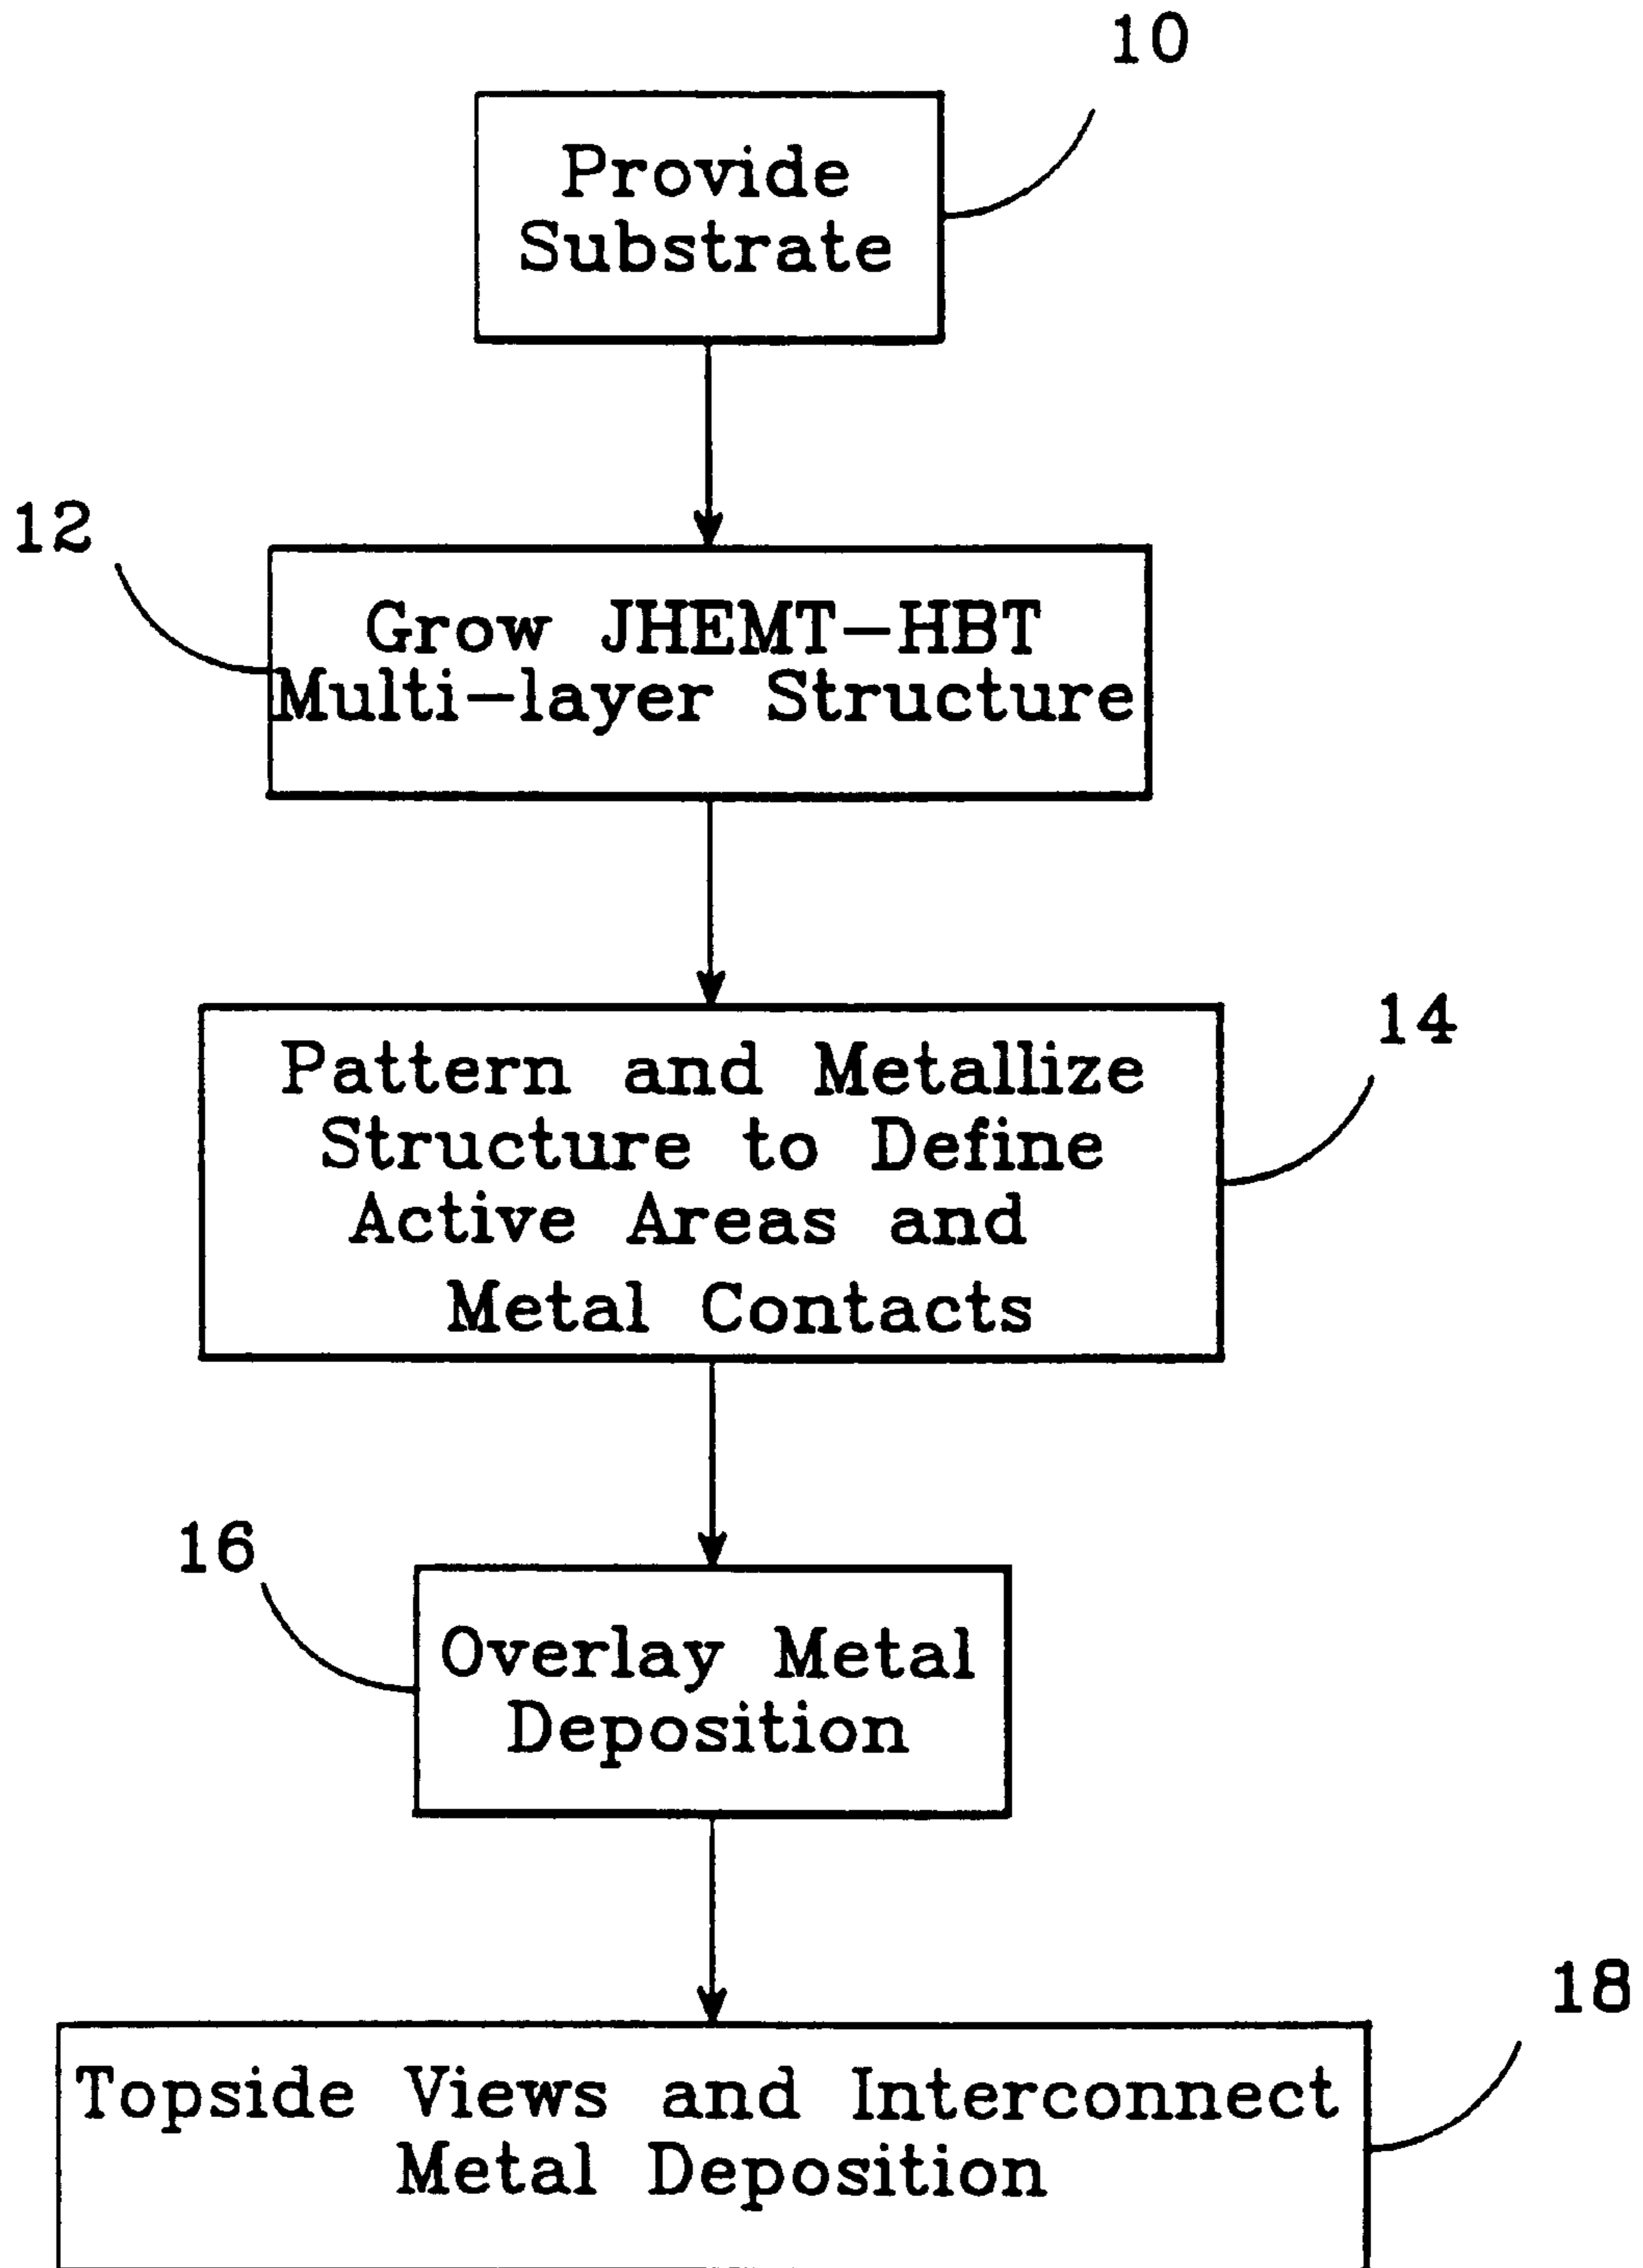 10
Provide
Substrate
12
Grow JHEMT-HBT
Multi-layer Structure
14
Pattern and Metallize
Structure to Define
Active Areas and
Metal Contacts
16
Overlay Metal
Deposition
18
Topside Views and Interconnect
Metal Deposition